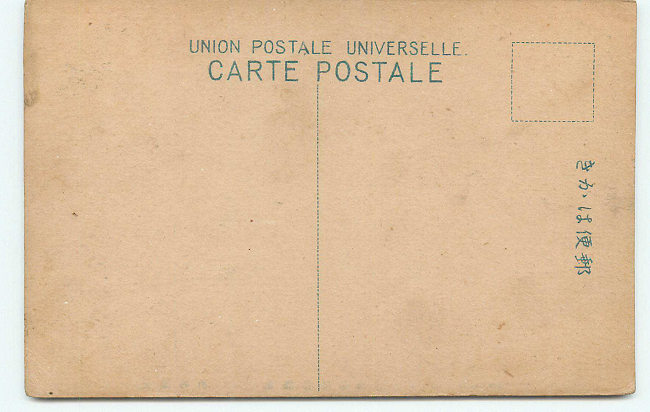 UNION POSTALE UNIVERSELLE.
CARTE POSTALE
郵便はかき